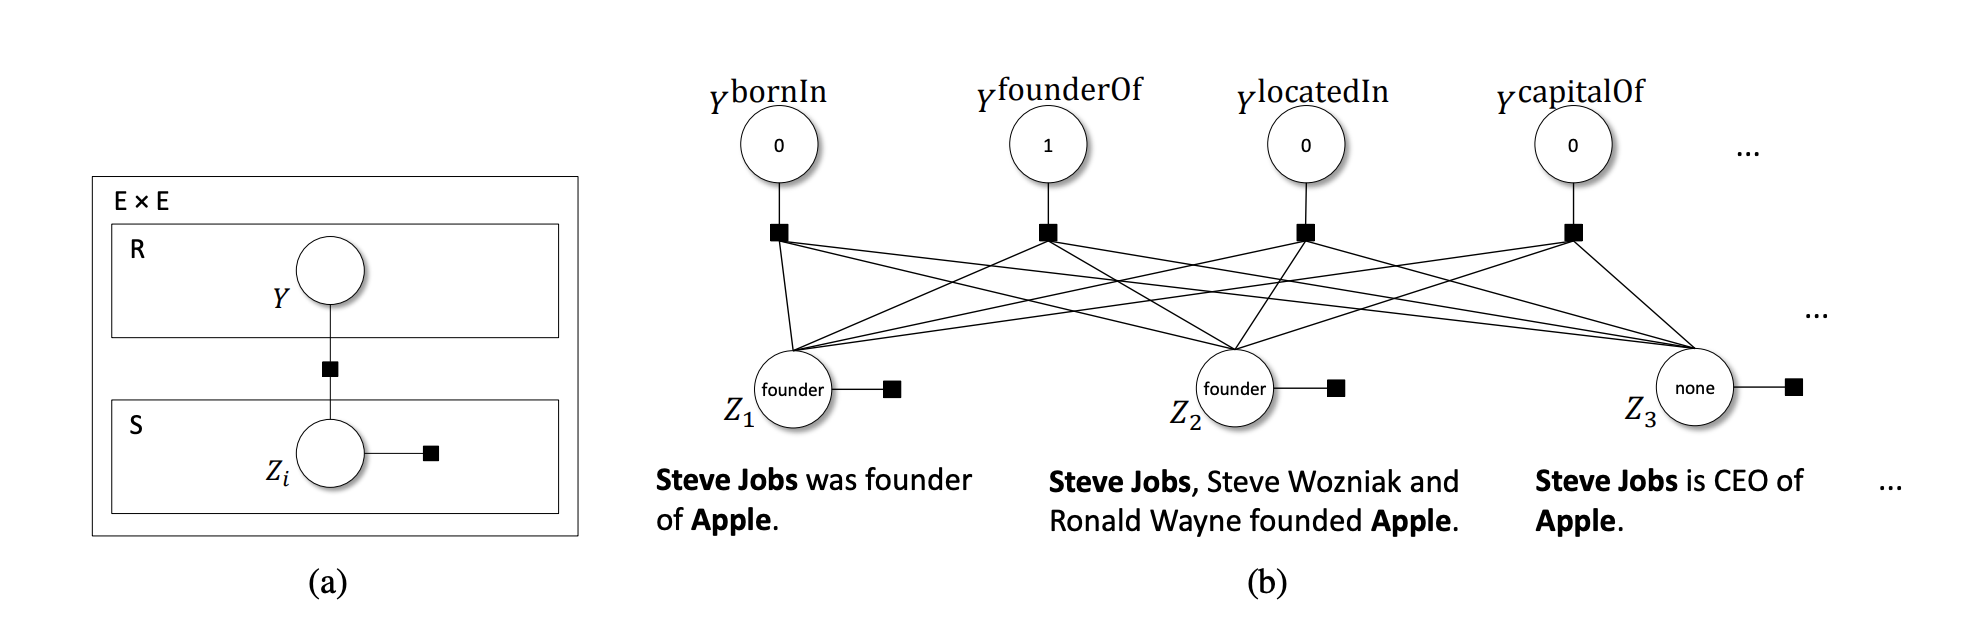 E × E
R
Y
S
Z_i
(a)
Y^bornIn Y^founderOf Y^locatedIn Y^capitalOf
0 1 0 0 ...
...
founder founder none
Z_1 Z_2 Z_3
Steve Jobs was founder
of Apple.
Steve Jobs, Steve Wozniak and
Ronald Wayne founded Apple.
Steve Jobs is CEO of
Apple.
...
(b)